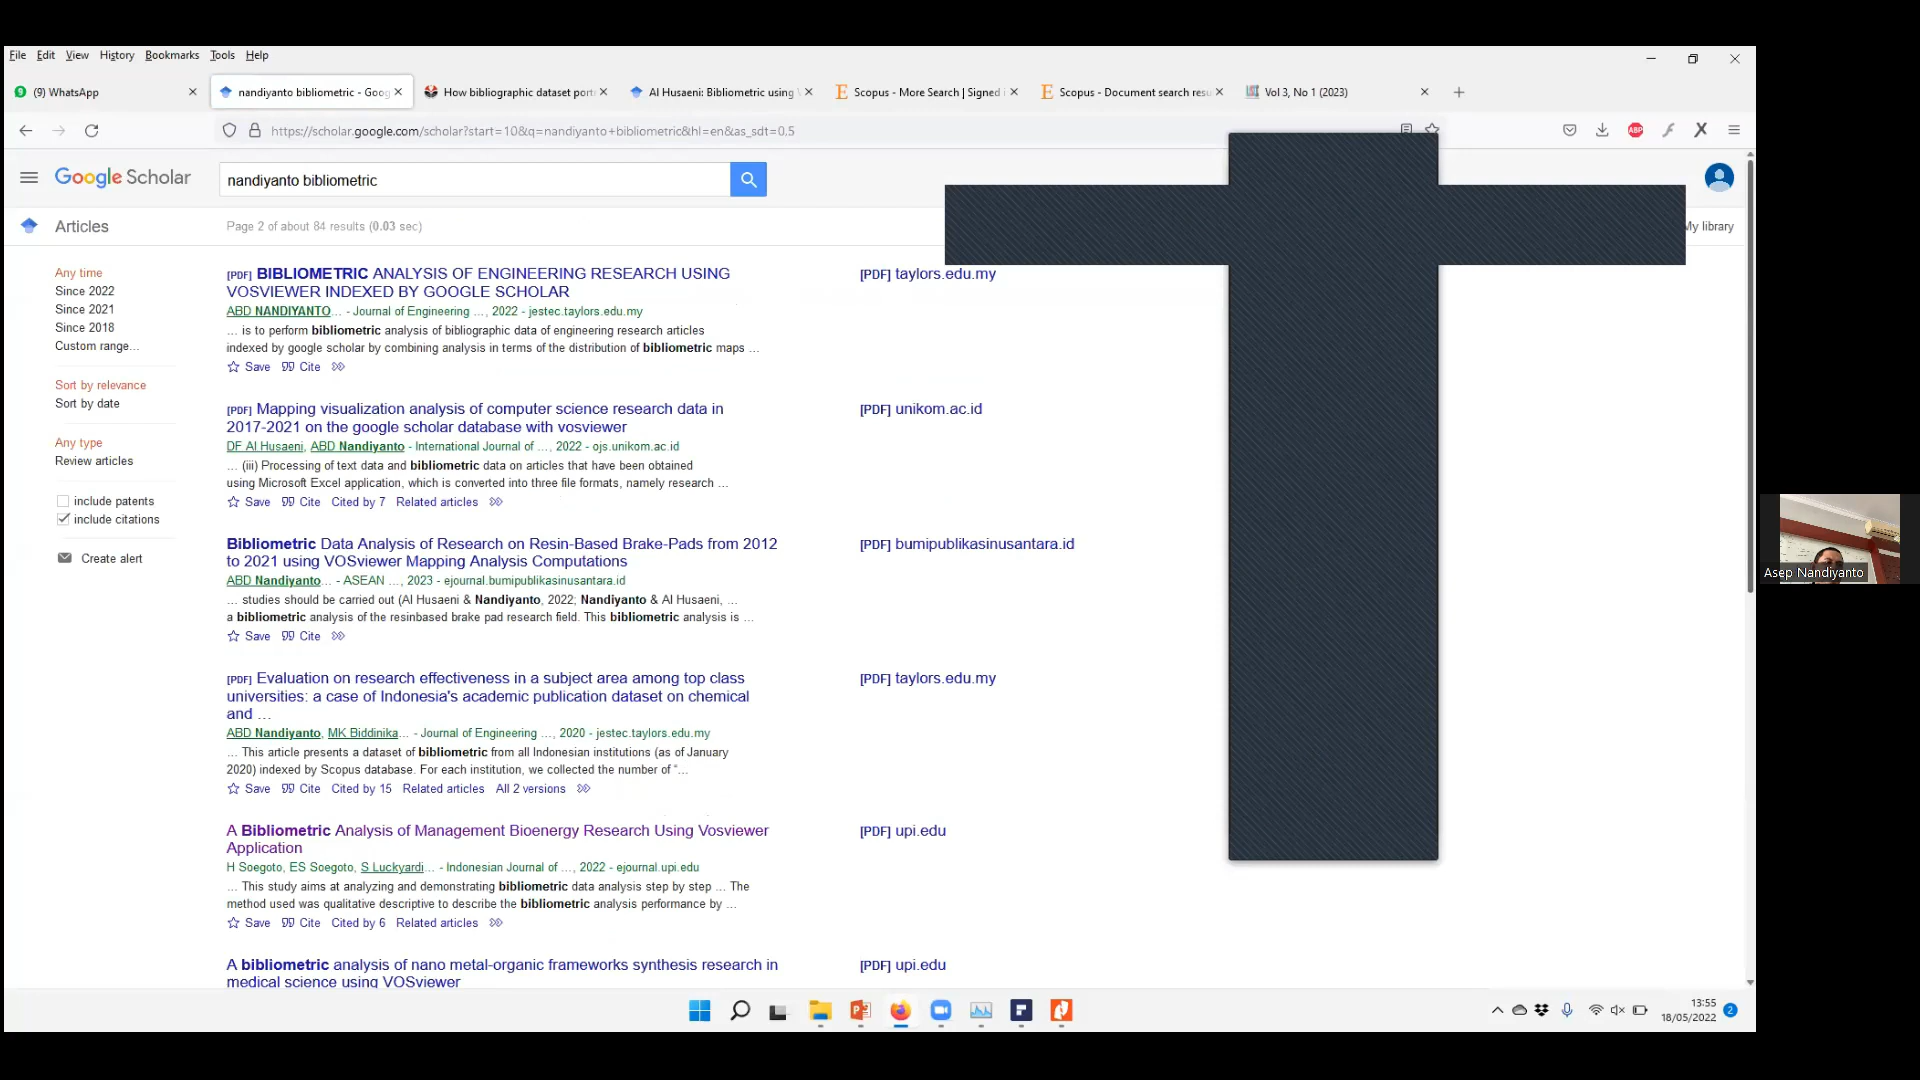 File Edit View History Bookmarks Tools Help
(9) WhatsApp
nandiyanto bibliometric - Goog
How bibliographic dataset port
Al Husaeni: Bibliometric using
Scopus - More Search | Signed i
Scopus - Document search resu
Vol 3, No 1 (2023)
https://scholar.google.com/scholar?start=10&q=nandiyanto+bibliometric&hl=en&as_sdt=0.5
ABP
Google Scholar
nandiyanto bibliometric
Articles
Page 2 of about 84 results (0.03 sec)
My library
Any time
Since 2022
Since 2021
Since 2018
Custom range...
Sort by relevance
Sort by date
Any type
Review articles
include patents
include citations
Create alert
[PDF] BIBLIOMETRIC ANALYSIS OF ENGINEERING RESEARCH USING
VOSVIEWER INDEXED BY GOOGLE SCHOLAR
ABD NANDIYANTO... - Journal of Engineering ..., 2022 - jestec.taylors.edu.my
... is to perform bibliometric analysis of bibliographic data of engineering research articles
indexed by google scholar by combining analysis in terms of the distribution of bibliometric maps ...
Save Cite
[PDF] taylors.edu.my
[PDF] Mapping visualization analysis of computer science research data in
2017-2021 on the google scholar database with vosviewer
DF Al Husaeni, ABD Nandiyanto - International Journal of ..., 2022 - ojs.unikom.ac.id
... (iii) Processing of text data and bibliometric data on articles that have been obtained
using Microsoft Excel application, which is converted into three file formats, namely research ...
Save Cite Cited by 7 Related articles
[PDF] unikom.ac.id
Bibliometric Data Analysis of Research on Resin-Based Brake-Pads from 2012
to 2021 using VOSviewer Mapping Analysis Computations
ABD Nandiyanto... - ASEAN ..., 2023 - ejournal.bumipublikasinusantara.id
... studies should be carried out (Al Husaeni & Nandiyanto, 2022; Nandiyanto & Al Husaeni, ...
a bibliometric analysis of the resinbased brake pad research field. This bibliometric analysis is ...
Save Cite
[PDF] bumipublikasinusantara.id
[PDF] Evaluation on research effectiveness in a subject area among top class
universities: a case of Indonesia's academic publication dataset on chemical
and ...
ABD Nandiyanto, MK Biddinika... - Journal of Engineering ..., 2020 - jestec.taylors.edu.my
... This article presents a dataset of bibliometric from all Indonesian institutions (as of January
2020) indexed by Scopus database. For each institution, we collected the number of “...
Save Cite Cited by 15 Related articles All 2 versions
[PDF] taylors.edu.my
A Bibliometric Analysis of Management Bioenergy Research Using Vosviewer
Application
H Soegoto, ES Soegoto, S Luckyardi... - Indonesian Journal of ..., 2022 - ejournal.upi.edu
... This study aims at analyzing and demonstrating bibliometric data analysis step by step ... The
method used was qualitative descriptive to describe the bibliometric analysis performance by ...
Save Cite Cited by 6 Related articles
[PDF] upi.edu
A bibliometric analysis of nano metal-organic frameworks synthesis research in
medical science using VOSviewer
[PDF] upi.edu
Asep Nandiyanto
13:55
18/05/2022
2